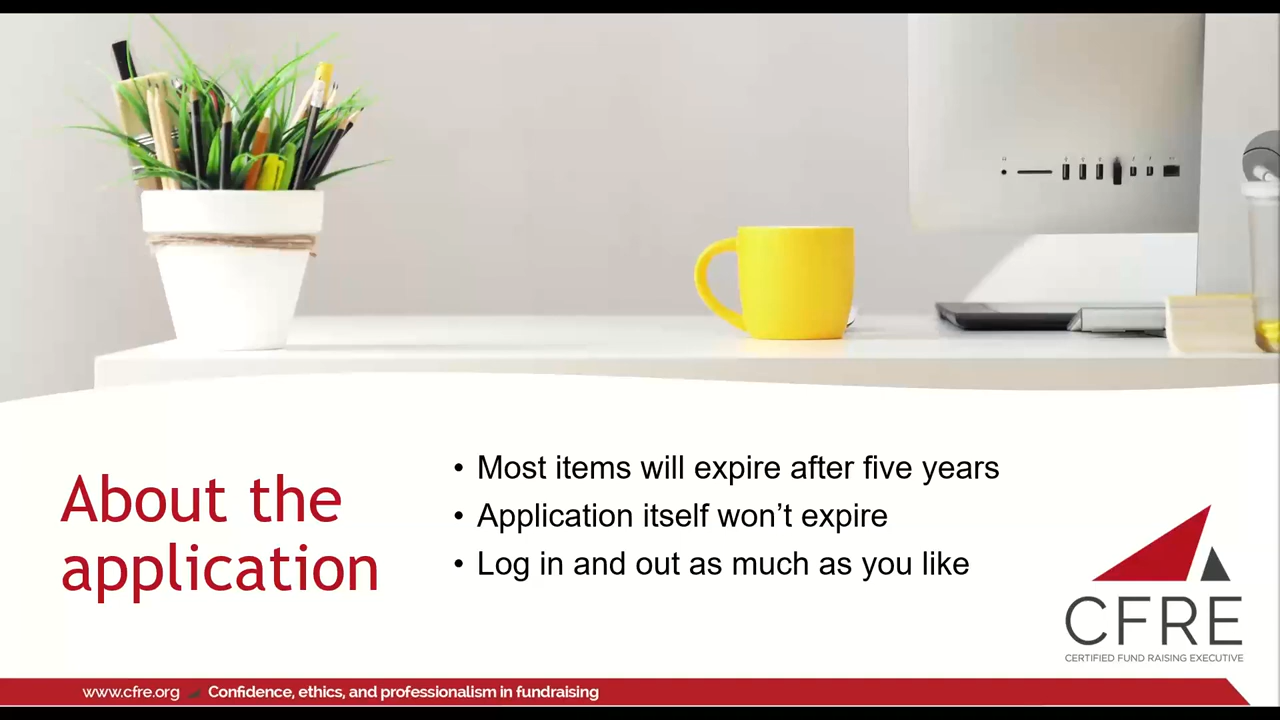 About the
application
• Most items will expire after five years
• Application itself won’t expire
• Log in and out as much as you like
CFRE
CERTIFIED FUND RAISING EXECUTIVE
www.cfre.org Confidence, ethics, and professionalism in fundraising